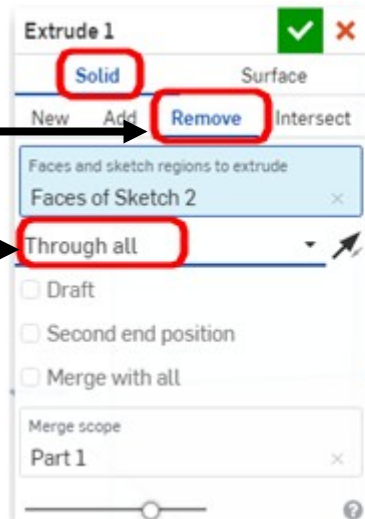 Extrude 1
Solid Surface
New Add Remove Intersect
Faces and sketch regions to extrude
Faces of Sketch 2
Through all
Draft
Second end position
Merge with all
Merge scope
Part 1